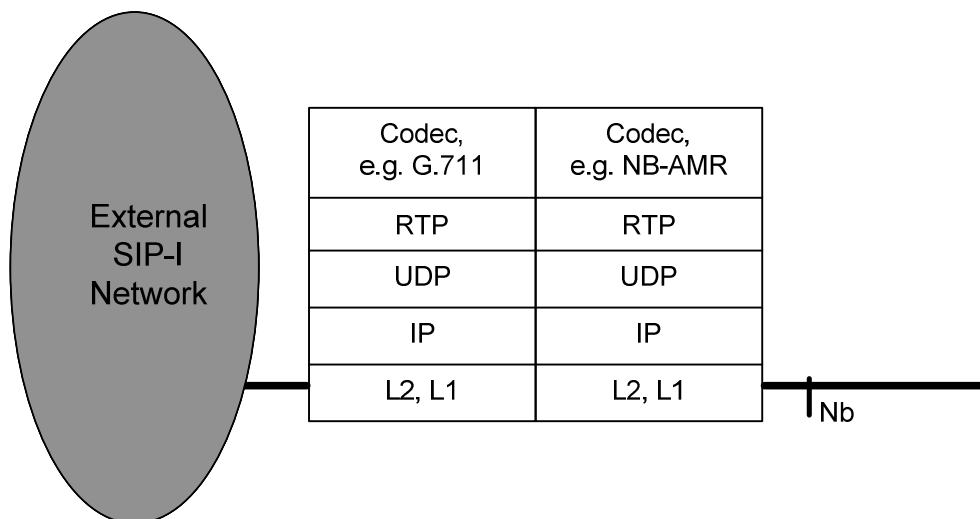 External
SIP-I
Network
Codec,
e.g. G.711
Codec,
e.g. NB-AMR
RTP
RTP
UDP
UDP
IP
IP
L2, L1
L2, L1
Nb